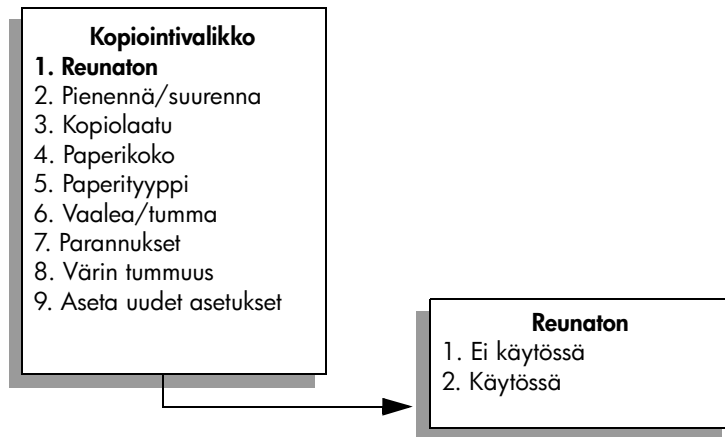 Kopiointivalikko
1. Reunaton
2. Pienennä/suurenna
3. Kopiolaatu
4. Paperikoko
5. Paperityyppi
6. Vaalea/tumma
7. Parannukset
8. Värin tummuus
9. Aseta uudet asetukset
Reunaton
1. Ei käytössä
2. Käytössä